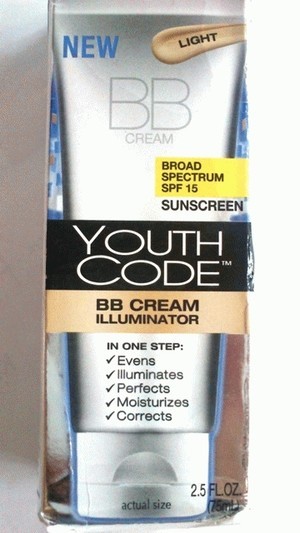 NEW
LIGHT
BB
CREAM
BROAD
SPECTRUM
SPF 15
SUNSCREEN
YOUTH
CODE™
BB CREAM
ILLUMINATOR
IN ONE STEP:
✓Evens
✓Illuminates
✓Perfects
✓Moisturizes
✓Corrects
2.5 FL.OZ.
(75mL)
actual size